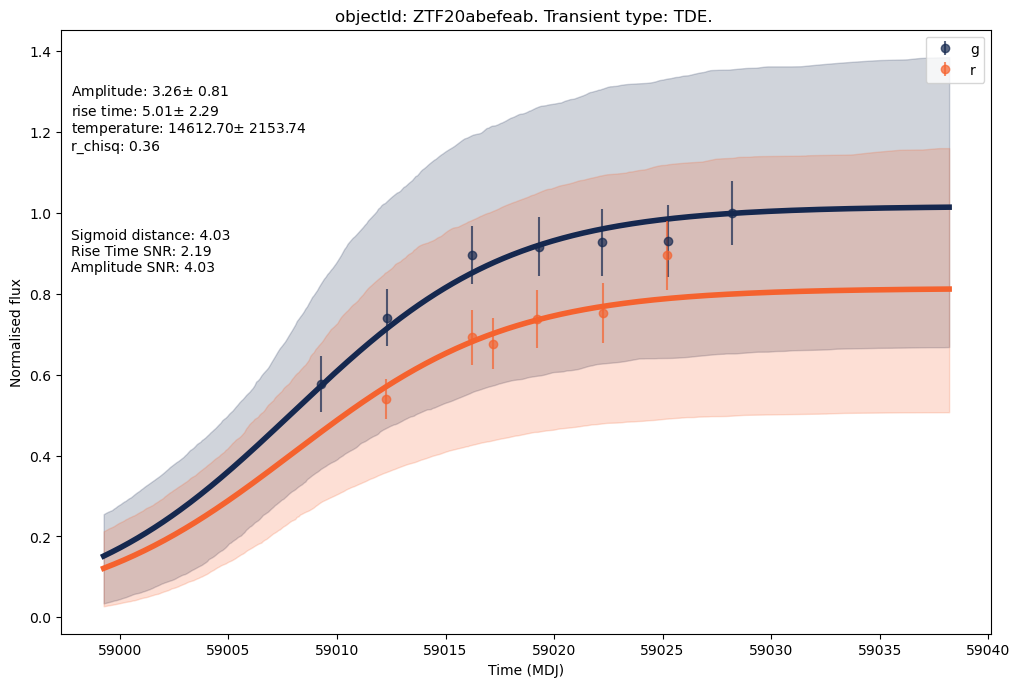 objectId: ZTF20abefeab. Transient type: TDE.
g
r
Amplitude: 3.26± 0.81
rise time: 5.01± 2.29
temperature: 14612.70± 2153.74
r_chisq: 0.36
Sigmoid distance: 4.03
Rise Time SNR: 2.19
Amplitude SNR: 4.03
Normalised flux
1.4
1.2
1.0
0.8
0.6
0.4
0.2
0.0
59000
59005
59010
59015
59020
59025
59030
59035
59040
Time (MDJ)